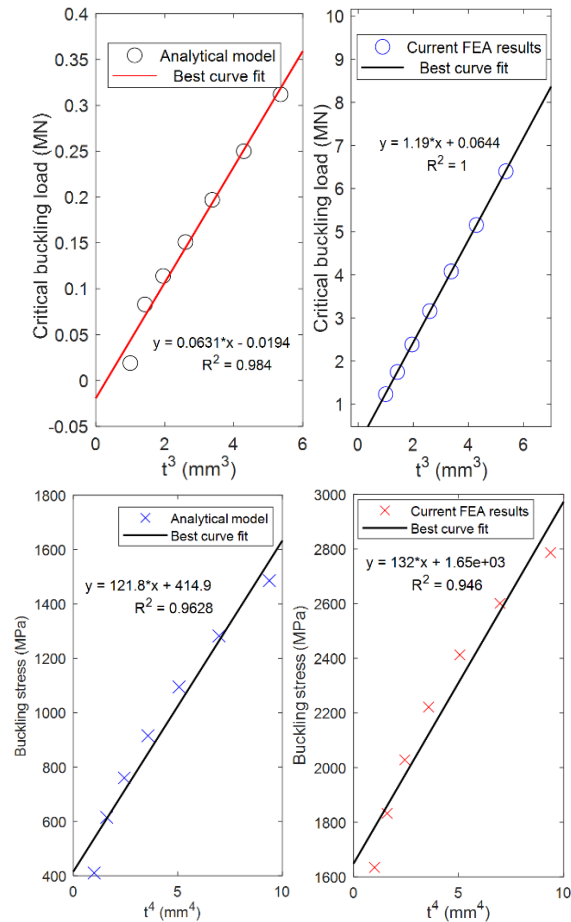 0.4
0.35
0.3
0.25
0.2
0.15
0.1
0.05
0
-0.05
Critical buckling load (MN)
Analytical model
Best curve fit
y = 0.0631*x - 0.0194
R² = 0.984
0 2 4 6
t³ (mm³)
10
9
8
7
6
5
4
3
2
1
Critical buckling load (MN)
Current FEA results
Best curve fit
y = 1.19*x + 0.0644
R² = 1
0 2 4 6
t³ (mm³)
1800
1600
1400
1200
1000
800
600
400
Buckling stress (MPa)
Analytical model
Best curve fit
y = 121.8*x + 414.9
R² = 0.9628
0 5 10
t⁴ (mm⁴)
3000
2800
2600
2400
2200
2000
1800
1600
Buckling stress (MPa)
Current FEA results
Best curve fit
y = 132*x + 1.65e+03
R² = 0.946
0 5 10
t⁴ (mm⁴)